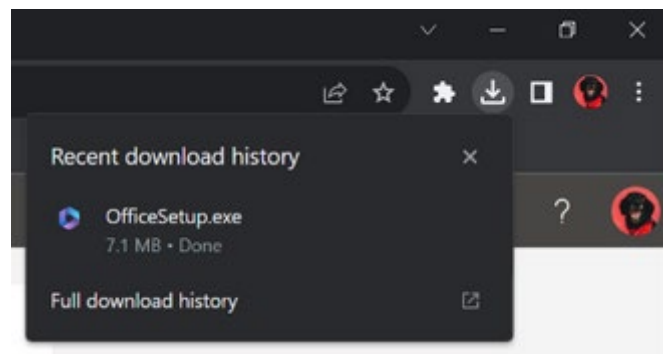 Recent download history
OfficeSetup.exe
7.1 MB • Done
?
Full download history